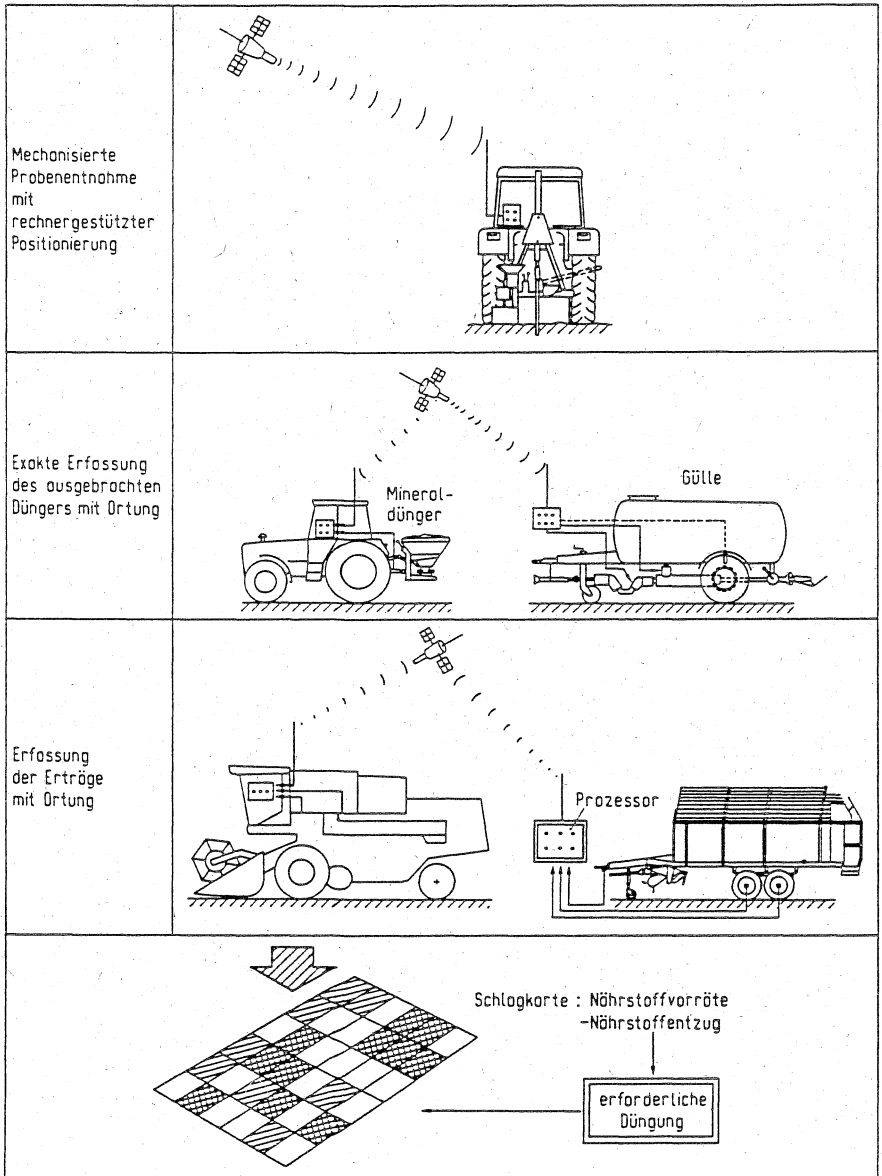 Mechanisierte
Probenentnahme
mit
rechnergestützter
Positionierung
Exakte Erfassung
des ausgebrachten
Düngers mit Ortung
Mineral-
dünger
Gülle
Erfassung
der Erträge
mit Ortung
Prozessor
Schlagkarte : Nährstoffvorräte
-Nährstoffentzug
erforderliche
Düngung